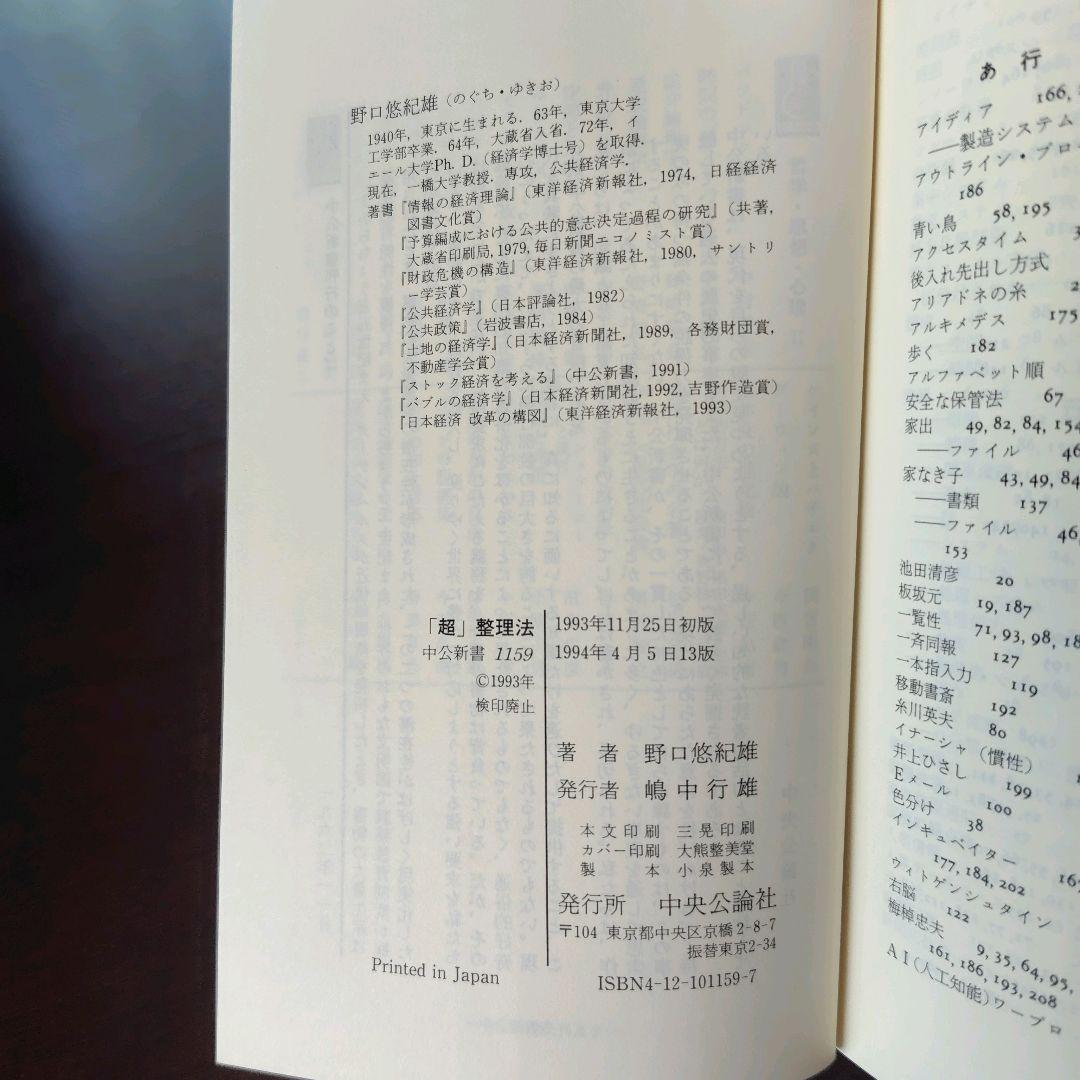 野口悠紀雄（のぐち・ゆきお）
1940年，東京に生まれる．63年，東京大学
工学部卒業．64年，大蔵省入省．72年，イ
エール大学Ph. D.（経済学博士号）を取得．
現在，一橋大学教授．専攻，公共経済学．
著書『情報の経済理論』（東洋経済新報社，1974，日経経済
図書文化賞）
『予算編成における公共的意志決定過程の研究』（共著，
大蔵省印刷局，1979，毎日新聞エコノミスト賞）
『財政危機の構造』（東洋経済新報社，1980，サントリ
ー学芸賞）
『公共経済学』（日本評論社，1982）
『公共政策』（岩波書店，1984）
『土地の経済学』（日本経済新聞社，1989，各務財団賞，
不動産学会賞）
『ストック経済を考える』（中公新書，1991）
『バブルの経済学』（日本経済新聞社，1992，吉野作造賞）
『日本経済 改革の構図』（東洋経済新報社，1993）
「超」整理法
中公新書 1159
©1993年
検印廃止
1993年11月25日初版
1994年4月5日13版
著者 野口悠紀雄
発行者 嶋中行雄
本文印刷 三晃印刷
カバー印刷 大熊整美堂
製本 小泉製本
発行所 中央公論社
〒104 東京都中央区京橋2-8-7
振替東京2-34
Printed in Japan
ISBN4-12-101159-7
あ 行
アイディア 166,
——製造システム
アウトライン・プロ
186
青い鳥 58, 195
アクセスタイム
後入れ先出し方式
アリアドネの糸
アルキメデス 175
歩く 182
アルファベット順
安全な保管法 67
家出 49, 82, 84, 154
——ファイル 46
家なき子 43, 49, 84
——書類 137
——ファイル 46,
153
池田清彦 20
板坂元 19, 187
一覧性 71, 93, 98,
一斉同報 127
一本指入力 119
移動書斎 192
糸川英夫 80
イナーシャ（慣性）
井上ひさし 199
Eメール 100
色分け 38
インキュベイター
177, 184, 202
ウィトゲンシュタイン
右脳 122
梅棹忠夫 9, 35, 64, 95,
161, 186, 193, 208
AI（人工知能）ワープロ